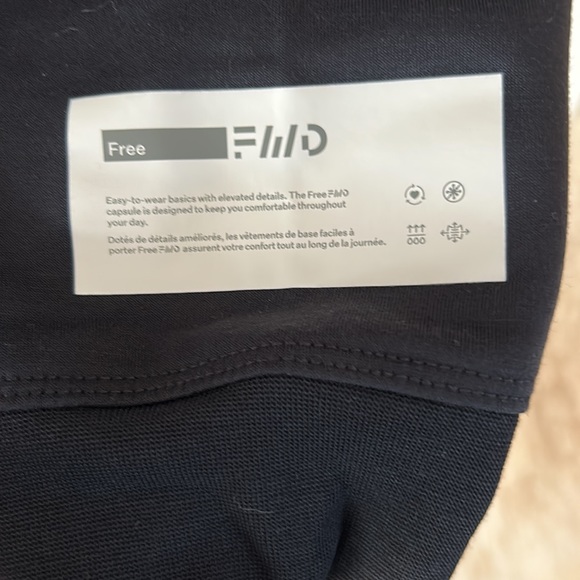 Free FWD
Easy-to-wear basics with elevated details. The Free FWD
capsule is designed to keep you comfortable throughout
your day.
Dotés de détails améliorés, les vêtements de base faciles à
porter Free FWD assurent votre confort tout au long de la journée.